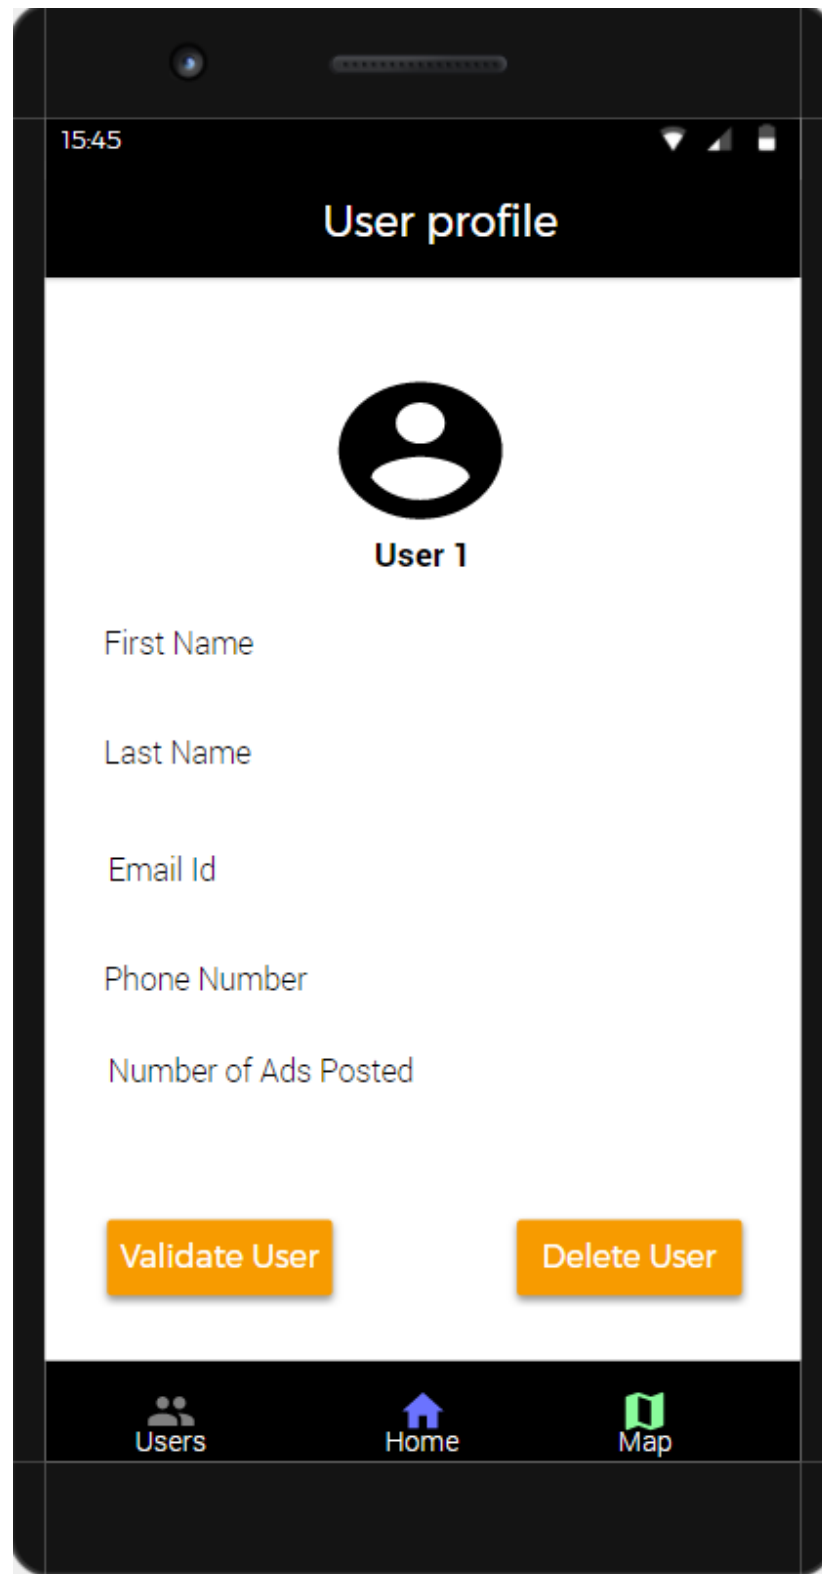 15:45
User profile
User 1
First Name
Last Name
Email Id
Phone Number
Number of Ads Posted
Validate User
Delete User
Users
Home
Map